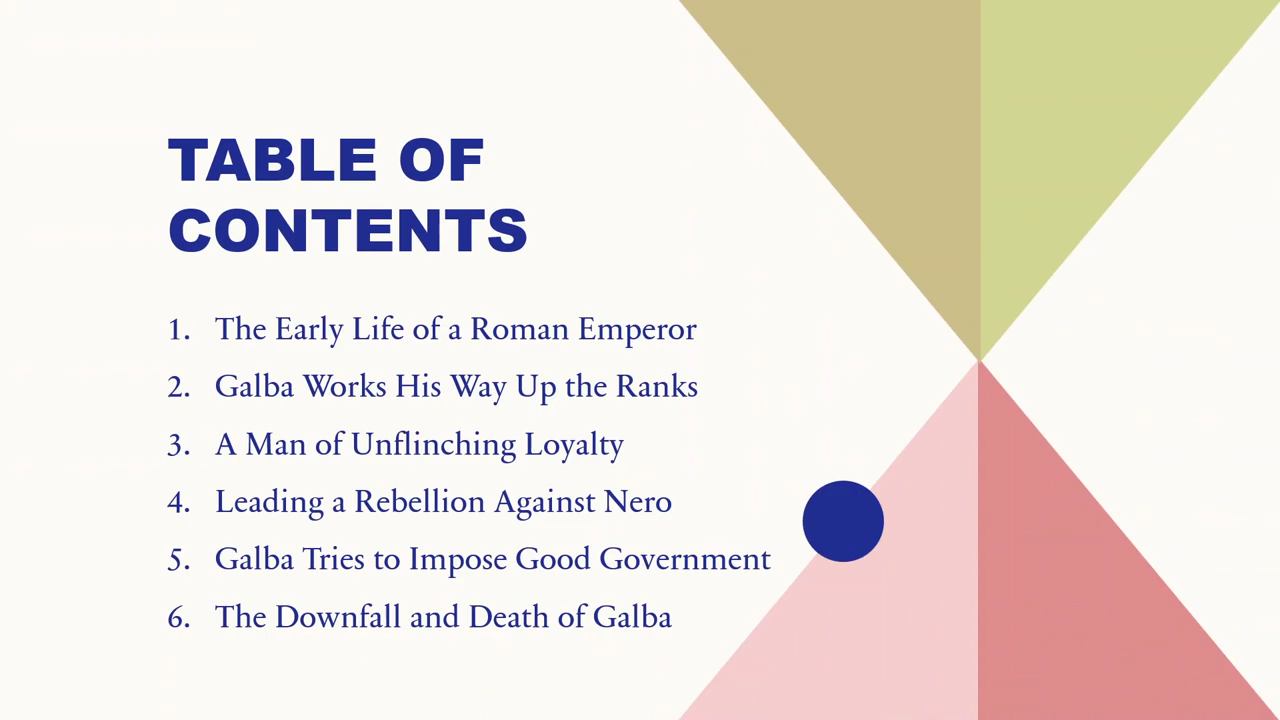 TABLE OF
CONTENTS
1. The Early Life of a Roman Emperor
2. Galba Works His Way Up the Ranks
3. A Man of Unflinching Loyalty
4. Leading a Rebellion Against Nero
5. Galba Tries to Impose Good Government
6. The Downfall and Death of Galba